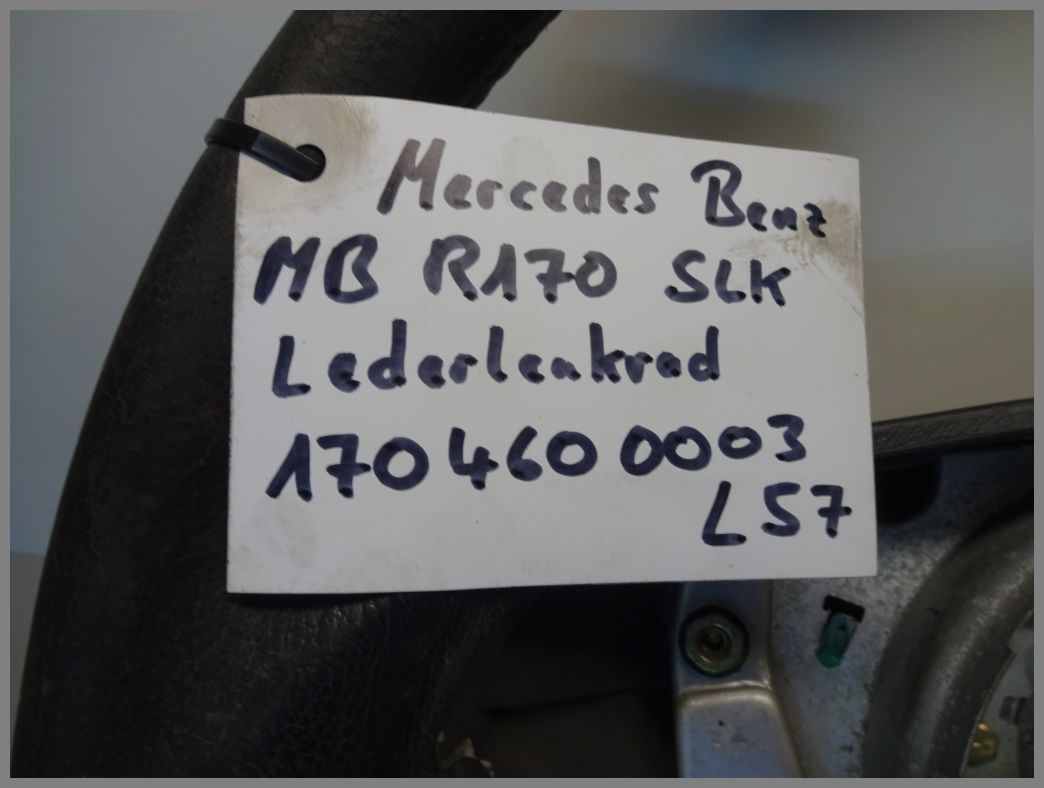 Mercedes Benz
MB R170 SLK
Lederlenkrad
170 460 0003
L57